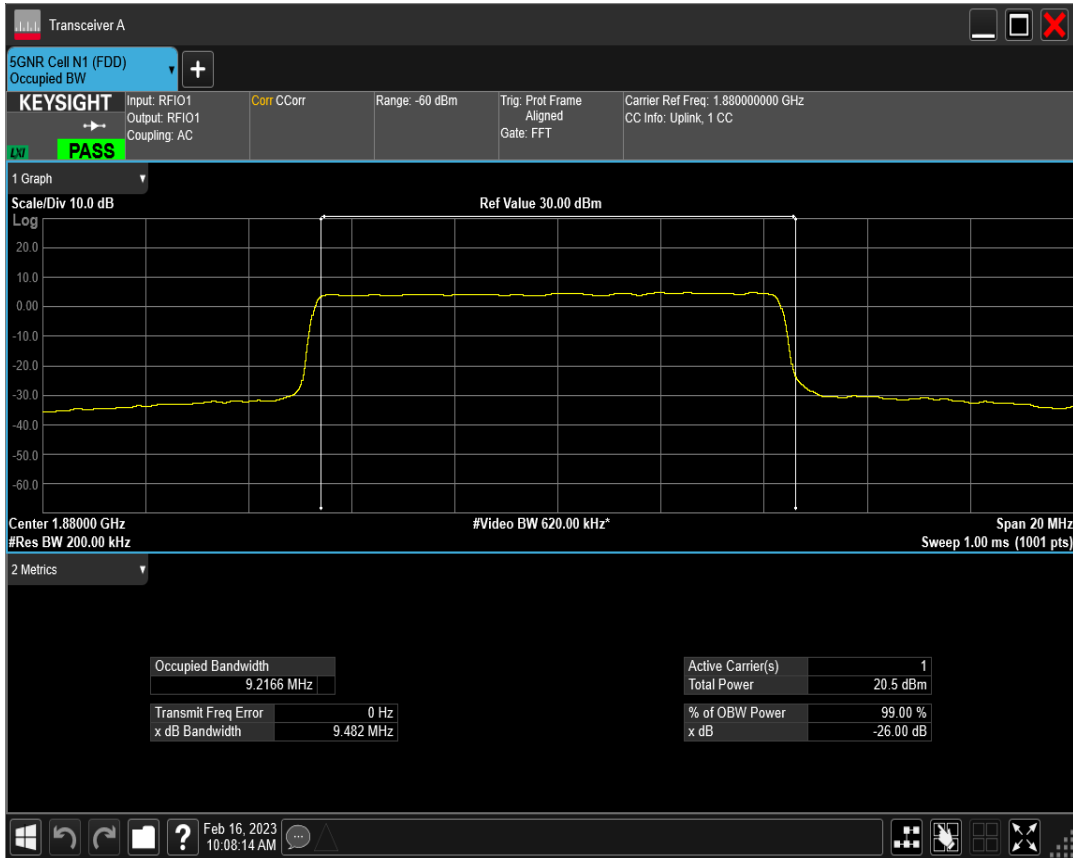 Transceiver A
5GNR Cell N1 (FDD)
Occupied BW
+
KEYSIGHT
LXI
PASS
Input: RFIO1
Output: RFIO1
Coupling: AC
Corr CCorr
Range: -60 dBm
Trig: Prot Frame
Aligned
Gate: FFT
Carrier Ref Freq: 1.880000000 GHz
CC Info: Uplink, 1 CC
1 Graph
Scale/Div 10.0 dB
Ref Value 30.00 dBm
Log
20.0
10.0
0.00
-10.0
-20.0
-30.0
-40.0
-50.0
-60.0
Center 1.88000 GHz
#Video BW 620.00 kHz*
Span 20 MHz
#Res BW 200.00 kHz
Sweep 1.00 ms (1001 pts)
2 Metrics
Occupied Bandwidth
9.2166 MHz
Transmit Freq Error 0 Hz
x dB Bandwidth 9.482 MHz
Active Carrier(s) 1
Total Power 20.5 dBm
% of OBW Power 99.00 %
x dB -26.00 dB
?
Feb 16, 2023
10:08:14 AM